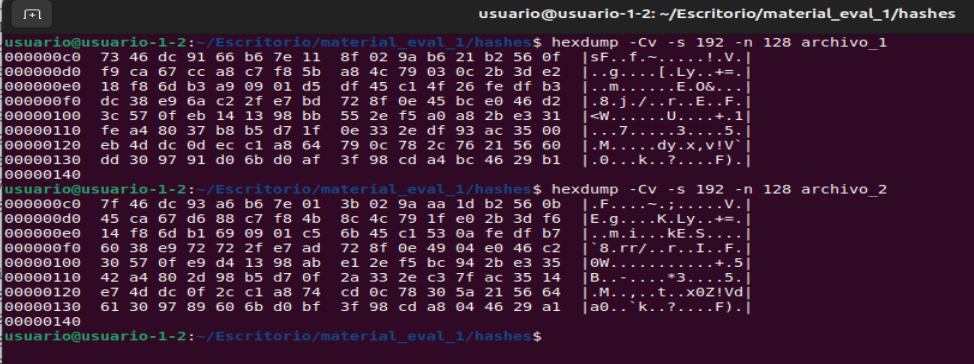 usuario@usuario-1-2: ~/Escritorio/material_eval_1/hashes
usuario@usuario-1-2:~/Escritorio/material_eval_1/hashes$ hexdump -Cv -s 192 -n 128 archivo_1
000000c0  73 46 dc 91 66 b6 7e 11  8f 02 9a b6 21 b2 56 0f  |sF..f.~.....!.V.|
000000d0  f9 ca 67 cc a8 c7 f8 5b  a8 4c 79 03 0c 2b 3d e2  |..g....[.Ly..+=.|
000000e0  18 f8 6d b3 a9 09 01 d5  df 45 c1 4f 26 fe df b3  |..m......E.O&...|
000000f0  dc 38 e9 6a c2 2f e7 bd  72 8f 0e 45 bc e0 46 d2  |.8.j./..r..E..F.|
00000100  3c 57 0f eb 14 13 98 bb  55 2e f5 a0 a8 2b e3 31  |<W......U....+.1|
00000110  fe a4 80 37 b8 b5 d7 1f  0e 33 2e df 93 ac 35 00  |...7.....3....5.|
00000120  eb 4d dc 0d ec c1 a8 64  79 0c 78 2c 76 21 56 60  |.M.....dy.x,v!V`|
00000130  dd 30 97 91 d0 6b d0 af  3f 98 cd a4 bc 46 29 b1  |.0...k..?....F).|
00000140
usuario@usuario-1-2:~/Escritorio/material_eval_1/hashes$ hexdump -Cv -s 192 -n 128 archivo_2
000000c0  7f 46 dc 93 a6 b6 7e 01  3b 02 9a aa 1d b2 56 0b  |.F....~.;.....V.|
000000d0  45 ca 67 d6 88 c7 f8 4b  8c 4c 79 1f e0 2b 3d f6  |E.g....K.Ly..+=.|
000000e0  14 f8 6d b1 69 09 01 c5  6b 45 c1 53 0a fe df b7  |..m.i...kE.S....|
000000f0  60 38 e9 72 72 2f e7 ad  72 8f 0e 49 04 e0 46 c2  |`8.rr/..r..I..F.|
00000100  30 57 0f e9 d4 13 98 ab  e1 2e f5 bc 94 2b e3 35  |0W...........+.5|
00000110  42 a4 80 2d 98 b5 d7 0f  2a 33 2e c3 7f ac 35 14  |B..-....*3....5.|
00000120  e7 4d dc 0f 2c c1 a8 74  cd 0c 78 30 5a 21 56 64  |.M..,..t..x0Z!Vd|
00000130  61 30 97 89 60 6b d0 bf  3f 98 cd a8 04 46 29 a1  |a0..`k..?....F).|
00000140
usuario@usuario-1-2:~/Escritorio/material_eval_1/hashes$